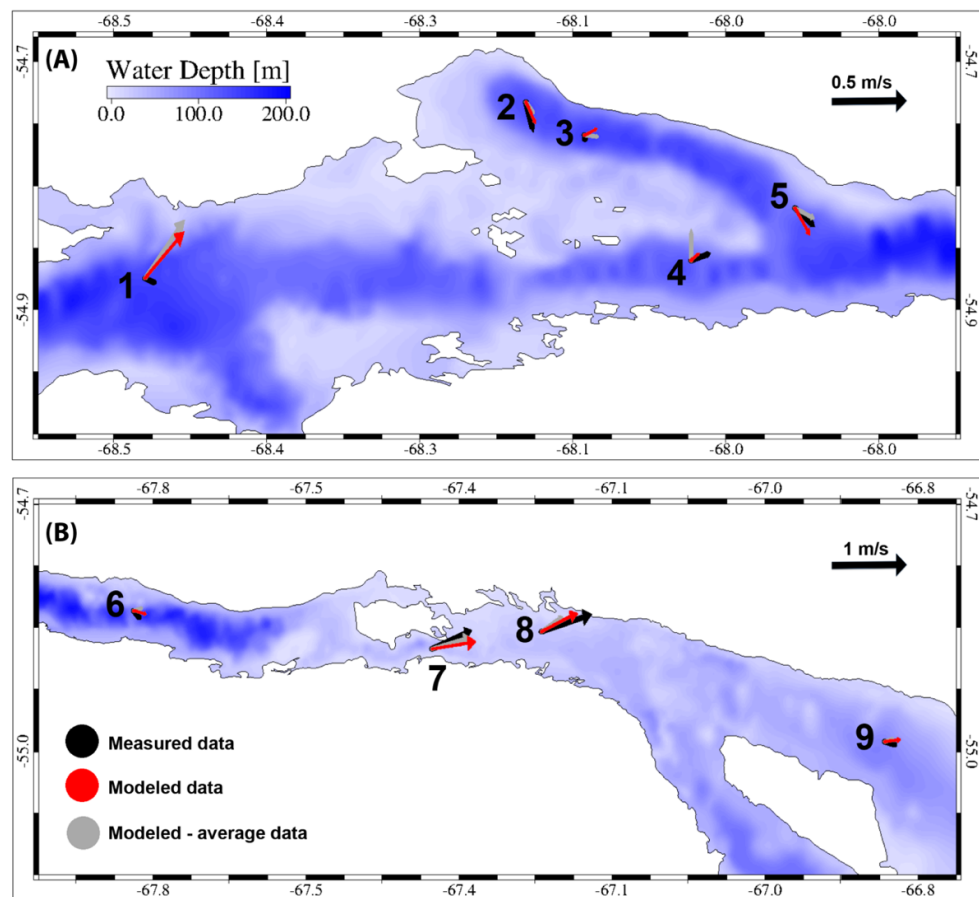 -68.5 -68.4 -68.3 -68.1 -68.0 -68.0
(A)
-54.7 -54.7
Water Depth [m]
0.0 100.0 200.0
0.5 m/s
2
3
5
1
4
-54.9 -54.9
-68.5 -68.4 -68.3 -68.1 -68.0 -68.0
-67.8 -67.5 -67.4 -67.1 -67.0 -66.8
-54.7 -54.7
(B)
1 m/s
6
8
7
9
Measured data
-55.0 -55.0
Modeled data
Modeled - average data
-67.8 -67.5 -67.4 -67.1 -67.0 -66.8